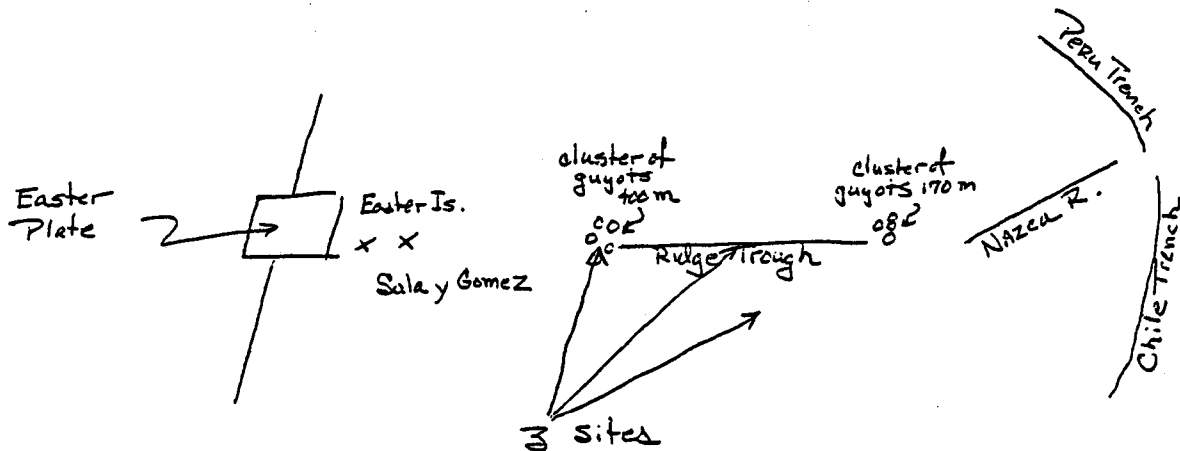 Peru Trench
cluster of
guyots
400 m
cluster of
guyots 170 m
Easter
Plate
Easter Is.
Nazca R.
Ridge Trough
Sala y Gomez
Chile Trench
3 sites